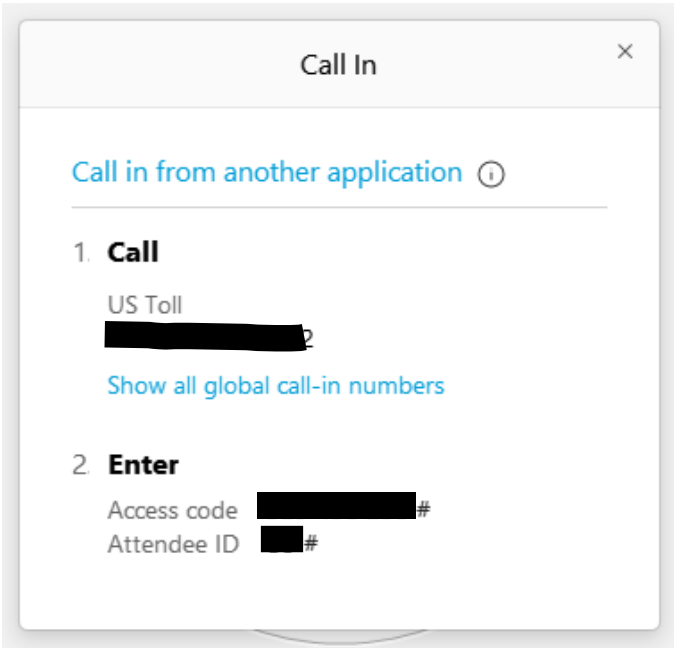 Call In
Call in from another application
1. Call
US Toll
2
Show all global call-in numbers
2. Enter
Access code #
Attendee ID #